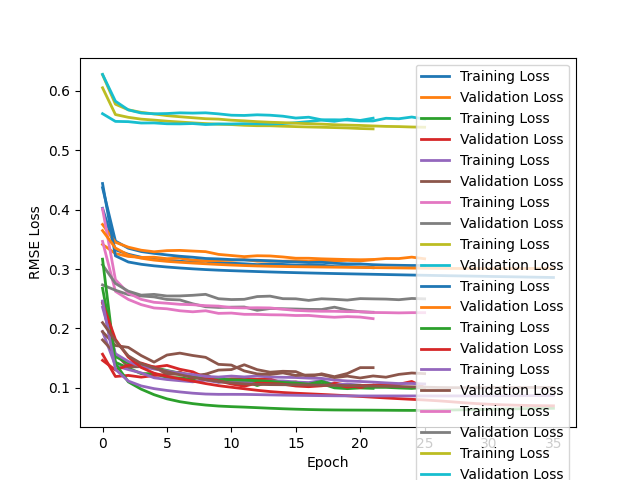 0.6
0.5
0.4
0.3
0.2
0.1
RMSE Loss
0
5
10
15
20
25
30
35
Epoch
Training Loss
Validation Loss
Training Loss
Validation Loss
Training Loss
Validation Loss
Training Loss
Validation Loss
Training Loss
Validation Loss
Training Loss
Validation Loss
Training Loss
Validation Loss
Training Loss
Validation Loss
Training Loss
Validation Loss
Training Loss
Validation Loss